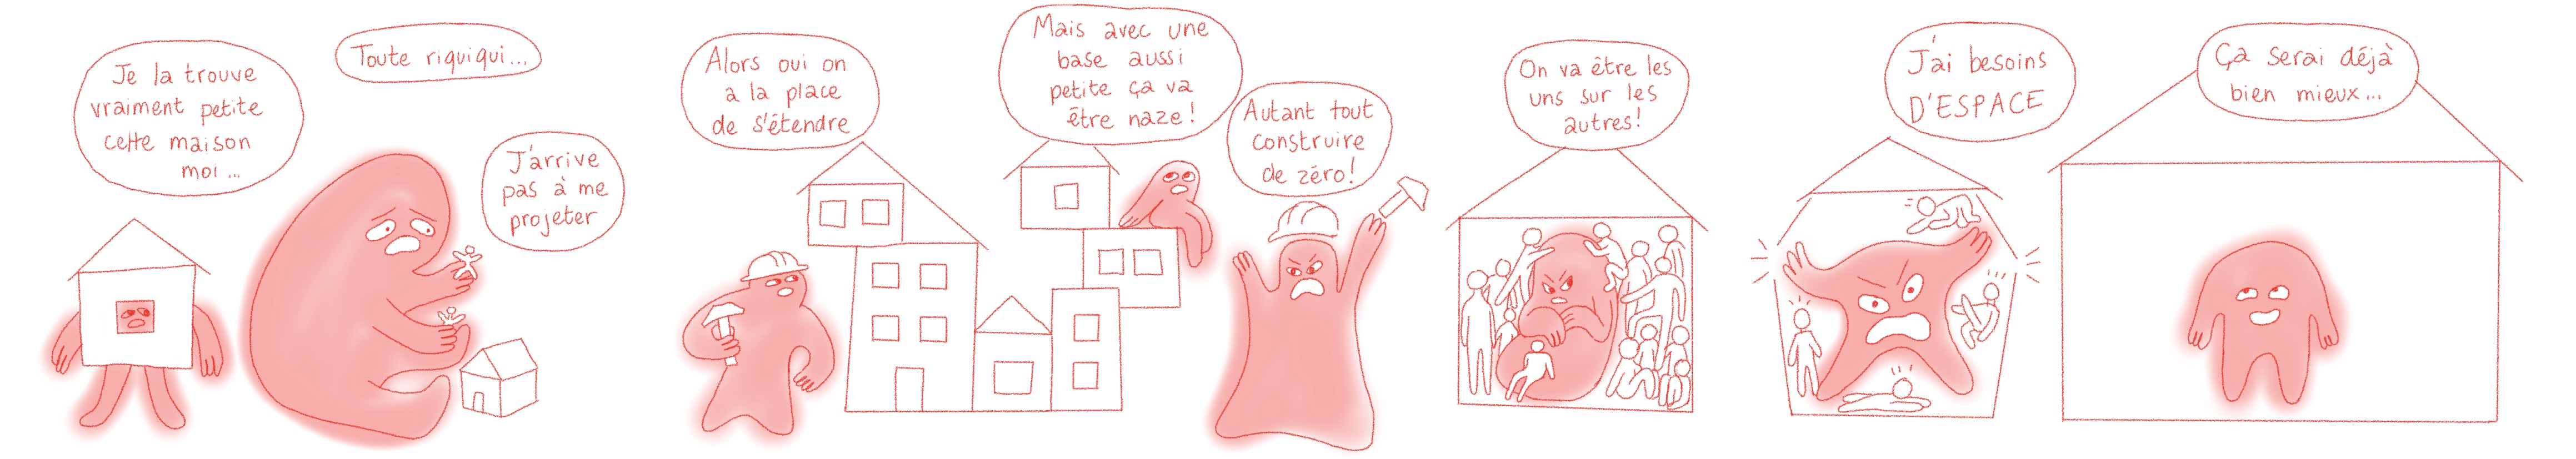 Je la trouve
vraiment petite
cette maison
moi...
Toute riquiqui...
J'arrive
pas à me
projeter
Alors oui on
a la place
de s'étendre
Mais avec une
base aussi
petite ça va
être naze!
Autant tout
construire
de zéro!
On va être les
uns sur les
autres!
J'ai besoins
D'ESPACE
Ça serai déjà
bien mieux...